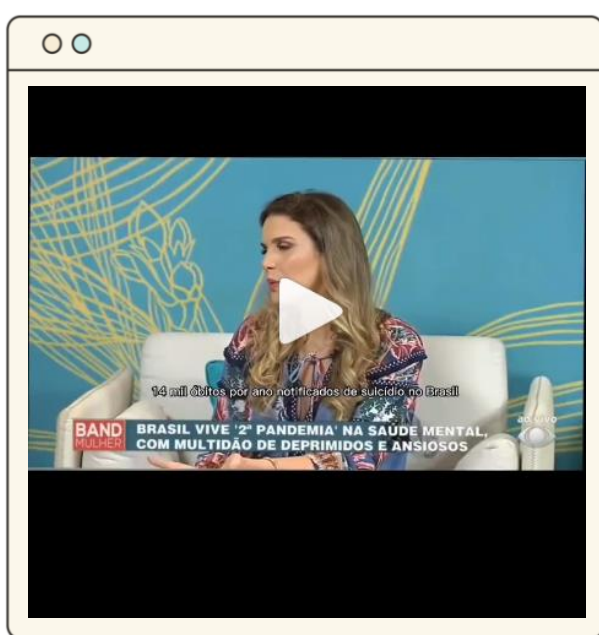 14 mil óbitos por ano notificados de suicídio no Brasil
ao vivo
BAND
MULHER
BRASIL VIVE '2ª PANDEMIA' NA SAÚDE MENTAL,
COM MULTIDÃO DE DEPRIMIDOS E ANSIOSOS